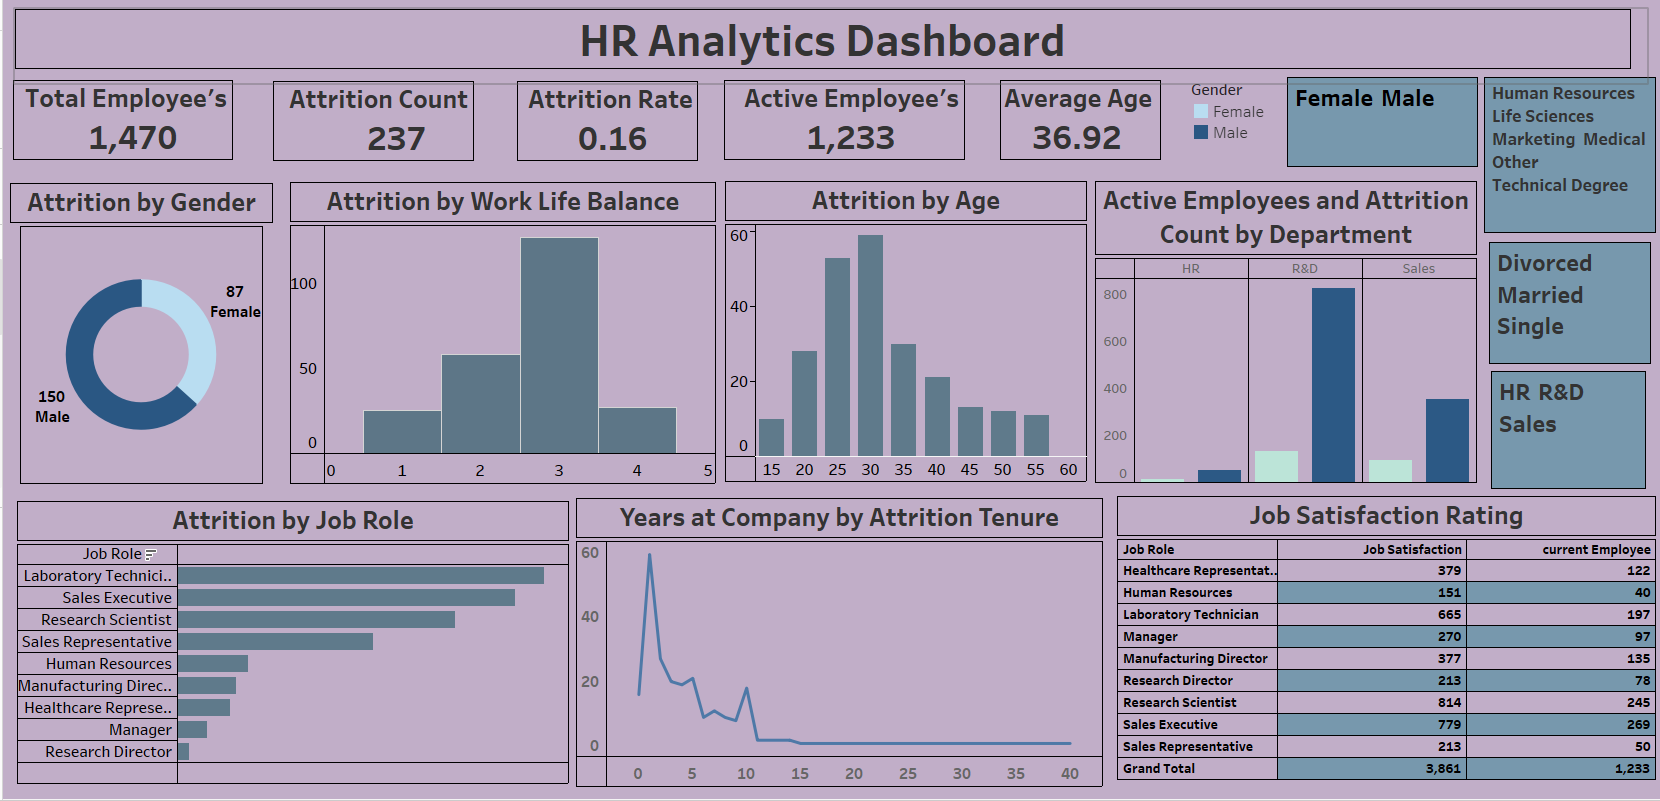 HR Analytics Dashboard
Total Employee's
1,470
Attrition Count
237
Attrition Rate
0.16
Active Employee's
1,233
Average Age
36.92
Gender
Female
Male
Female Male
Human Resources
Life Sciences
Marketing Medical
Other
Technical Degree
Divorced
Married
Single
HR R&D
Sales
Attrition by Gender
87
Female
150
Male
Attrition by Work Life Balance
100
50
0
0 1 2 3 4 5
Attrition by Age
60
40
20
0
15 20 25 30 35 40 45 50 55 60
Active Employees and Attrition
Count by Department
HR R&D Sales
800
600
400
200
0
Attrition by Job Role
Job Role
Laboratory Technici..
Sales Executive
Research Scientist
Sales Representative
Human Resources
Manufacturing Direc..
Healthcare Represe..
Manager
Research Director
Years at Company by Attrition Tenure
60
40
20
0
0 5 10 15 20 25 30 35 40
Job Satisfaction Rating
Job Role Job Satisfaction current Employee
Healthcare Representat.. 379 122
Human Resources 151 40
Laboratory Technician 665 197
Manager 270 97
Manufacturing Director 377 135
Research Director 213 78
Research Scientist 814 245
Sales Executive 779 269
Sales Representative 213 50
Grand Total 3,861 1,233